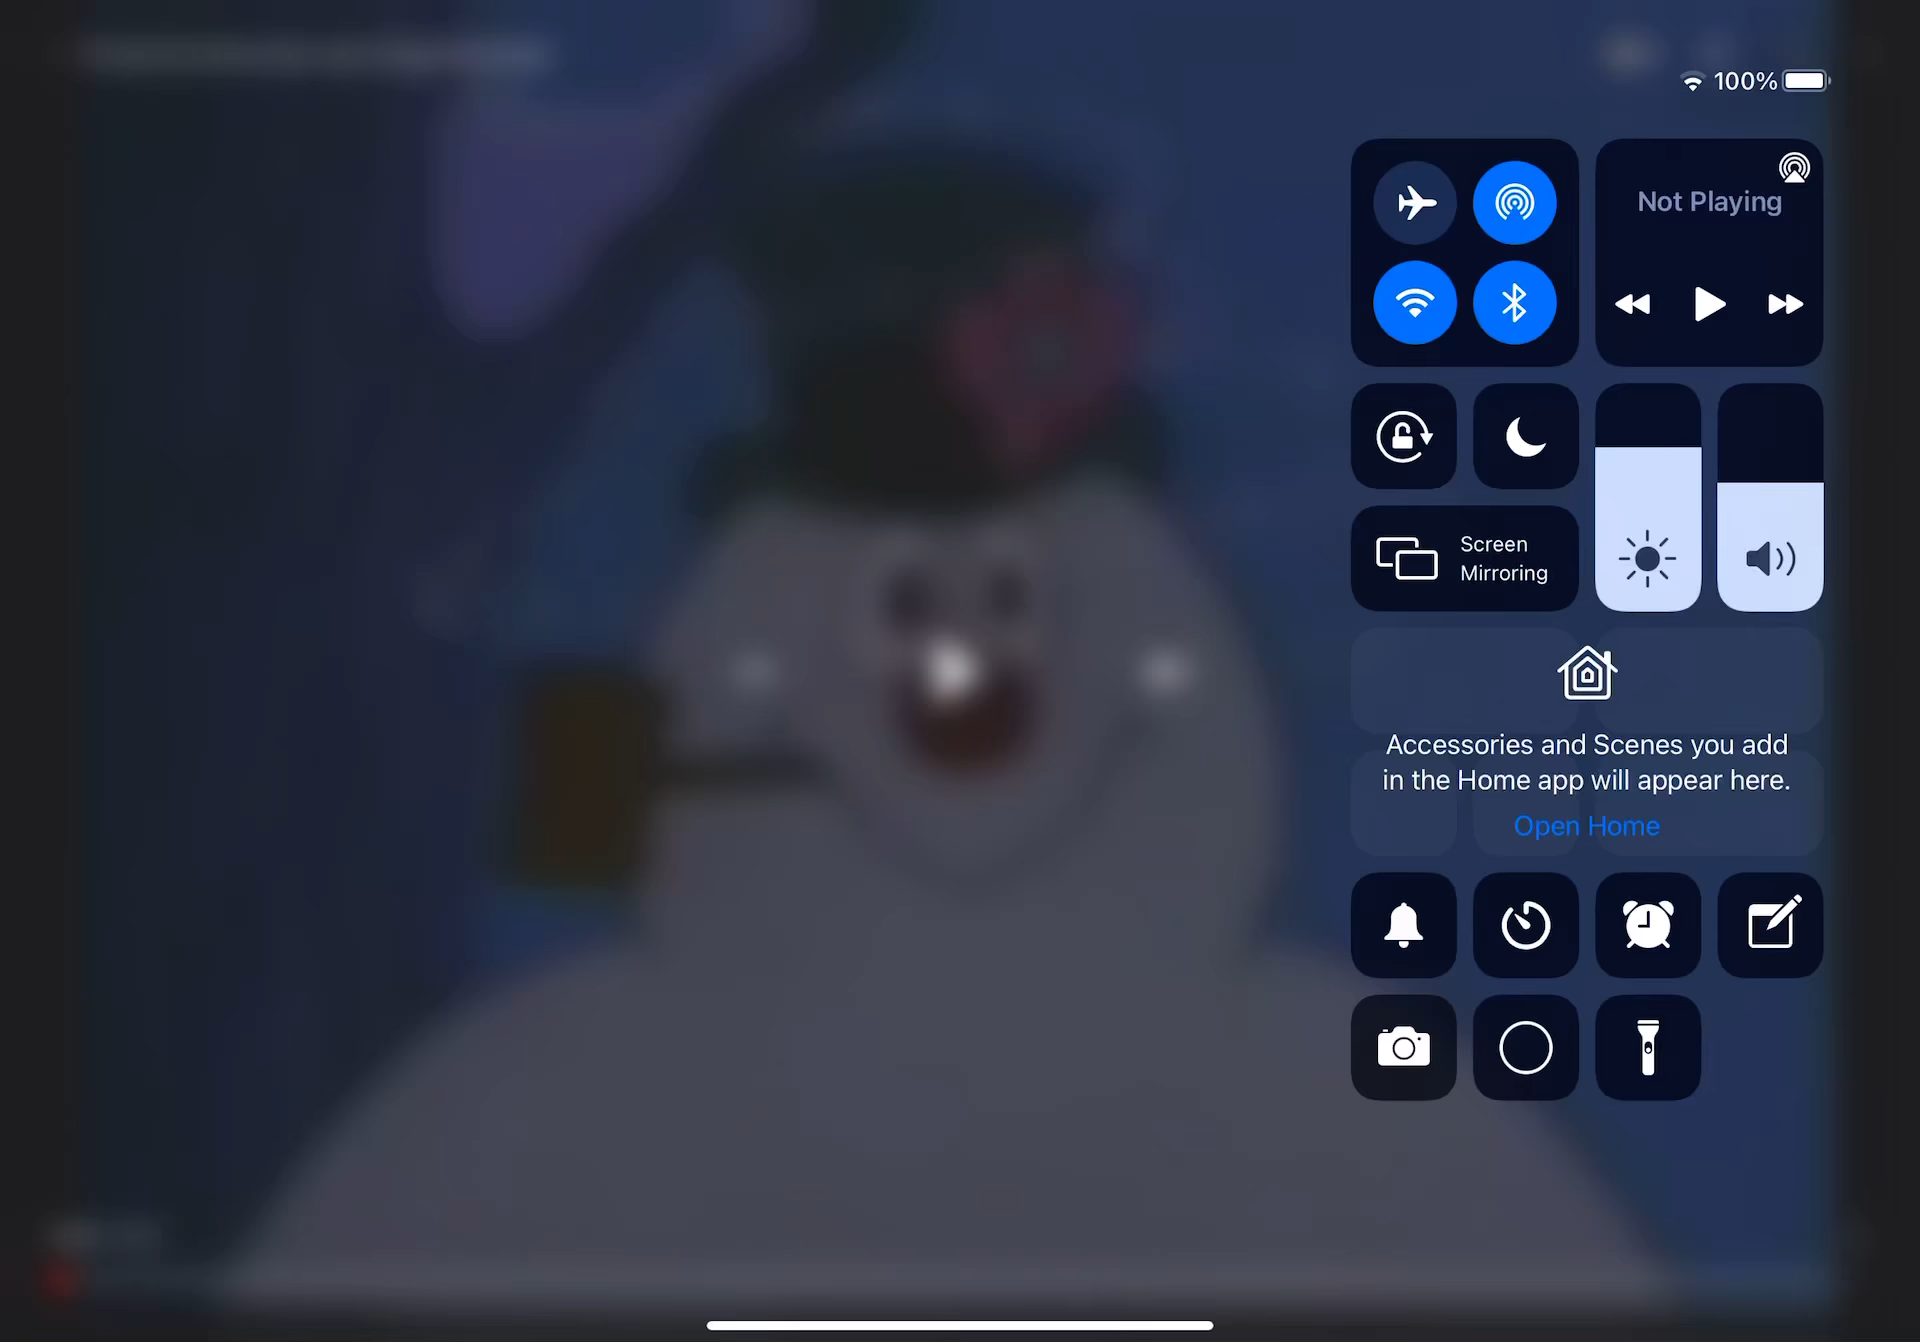 100%
Not Playing
Screen
Mirroring
Accessories and Scenes you add
in the Home app will appear here.
Open Home